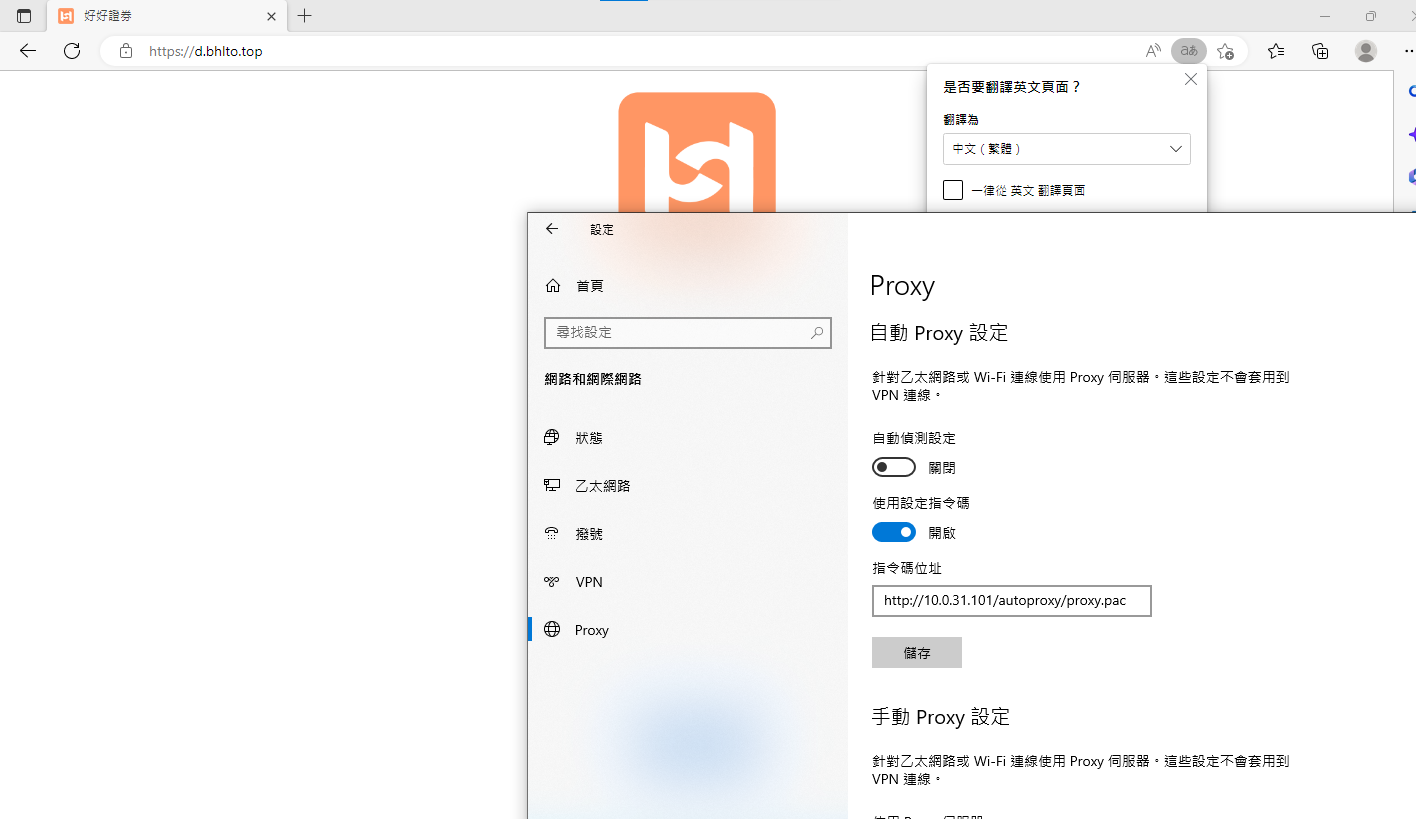 好好證券
https://d.bhlto.top
是否要翻譯英文頁面？
翻譯為
中文（繁體）
一律從 英文 翻譯頁面
設定
首頁
尋找設定
網路和網際網路
狀態
乙太網路
撥號
VPN
Proxy
Proxy
自動 Proxy 設定
針對乙太網路或 Wi-Fi 連線使用 Proxy 伺服器。這些設定不會套用到
VPN 連線。
自動偵測設定
關閉
使用設定指令碼
開啟
指令碼位址
http://10.0.31.101/autoproxy/proxy.pac
儲存
手動 Proxy 設定
針對乙太網路或 Wi-Fi 連線使用 Proxy 伺服器。這些設定不會套用到
VPN 連線。
使用 Proxy 伺服器